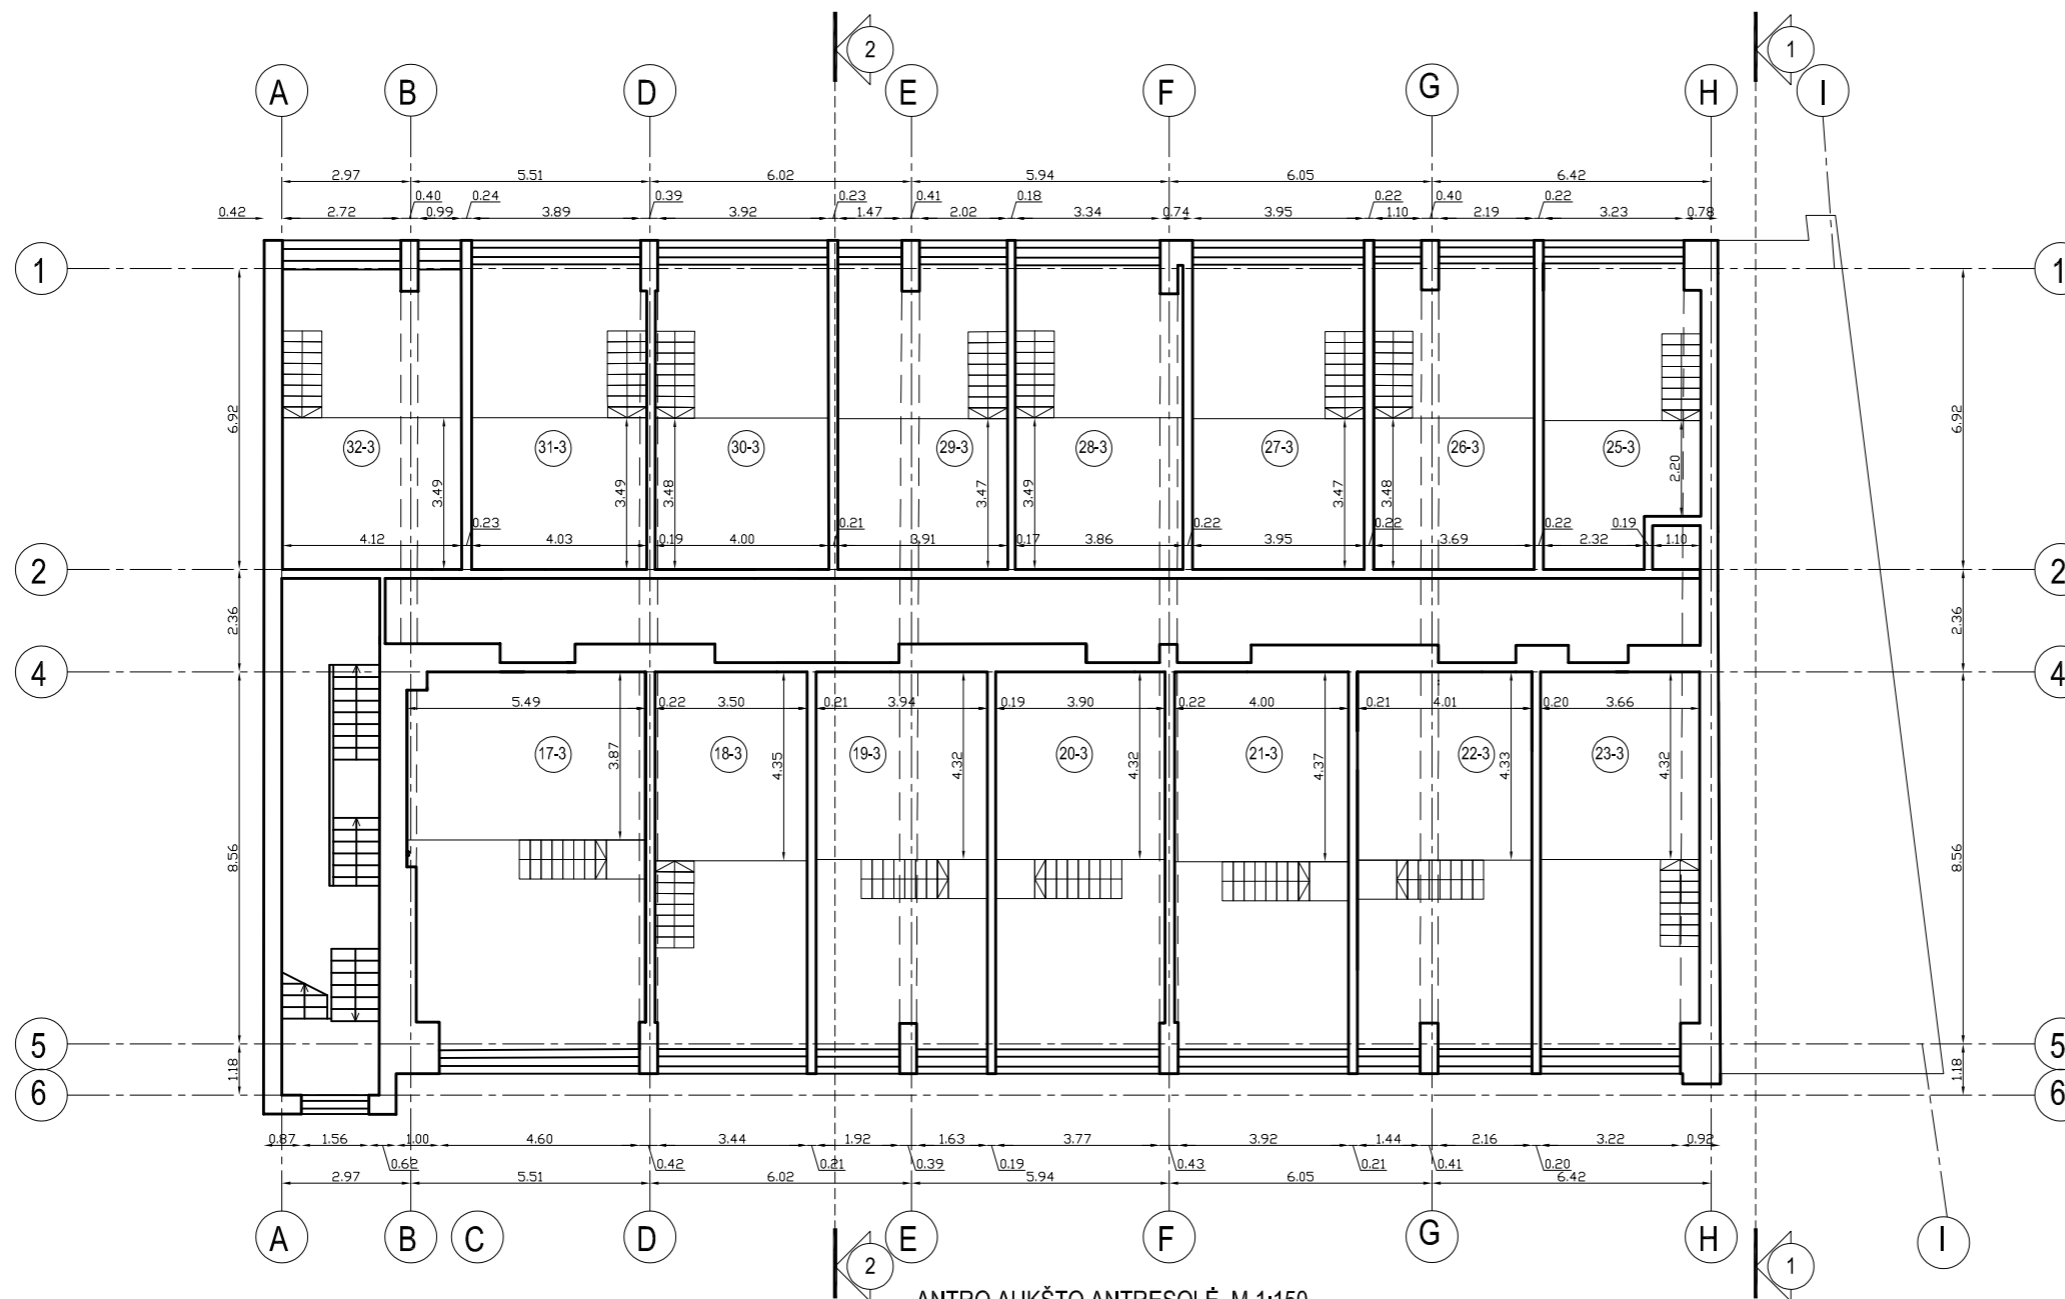 2 1
A B D E F G H I
2.97 5.51 6.02 5.94 6.05 6.42
0.40 0.24 0.39 0.23 0.41 0.18 0.22 0.40 0.22
0.42 2.72 0.99 3.89 3.92 1.47 2.02 3.34 0.74 3.95 1.10 2.19 3.23 0.78
1 1
6.92 6.92
32-3 31-3 30-3 29-3 28-3 27-3 26-3 25-3
3.49 3.49 3.48 3.47 3.49 3.47 3.48 2.20
0.23 0.21 0.22 0.22 0.22 0.19
4.12 4.03 0.19 4.00 3.91 0.17 3.86 3.95 3.69 2.32 1.10
2 2
2.36 2.36
4 4
5.49 0.22 3.50 0.21 3.94 0.19 3.90 0.22 4.00 0.21 4.01 0.20 3.66
17-3 18-3 19-3 20-3 21-3 22-3 23-3
3.87 4.35 4.32 4.32 4.37 4.33 4.32
8.56 8.56
5 5
1.18 1.18
6 6
0.87 1.56 1.00 4.60 3.44 1.92 1.63 3.77 3.92 1.44 2.16 3.22 0.92
0.62 0.42 0.21 0.39 0.19 0.43 0.21 0.41 0.20
2.97 5.51 6.02 5.94 6.05 6.42
A B C D E F G H I
2 1
ANTRO AUKŠTO ANTRESOLĖ M 1:150